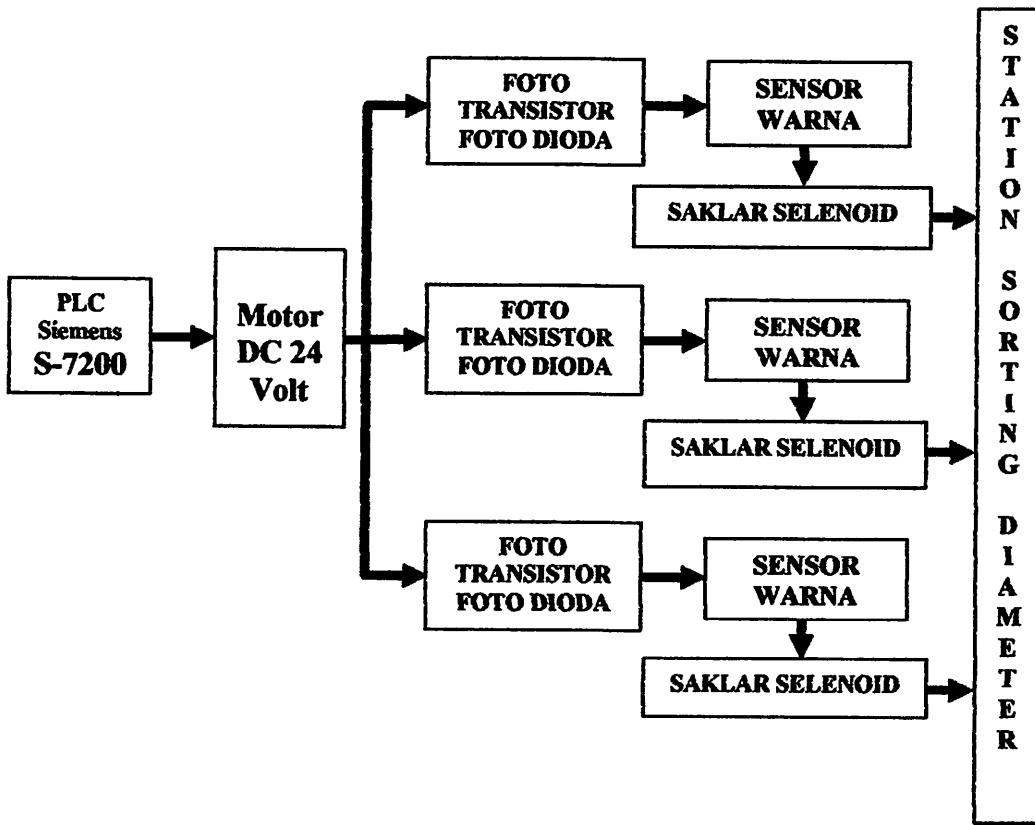 PLC
Siemens
S-7200
Motor
DC 24
Volt
FOTO
TRANSISTOR
FOTO DIODA
SENSOR
WARNA
SAKLAR SELENOID
FOTO
TRANSISTOR
FOTO DIODA
SENSOR
WARNA
SAKLAR SELENOID
FOTO
TRANSISTOR
FOTO DIODA
SENSOR
WARNA
SAKLAR SELENOID
STATION SORTING DIAMETER